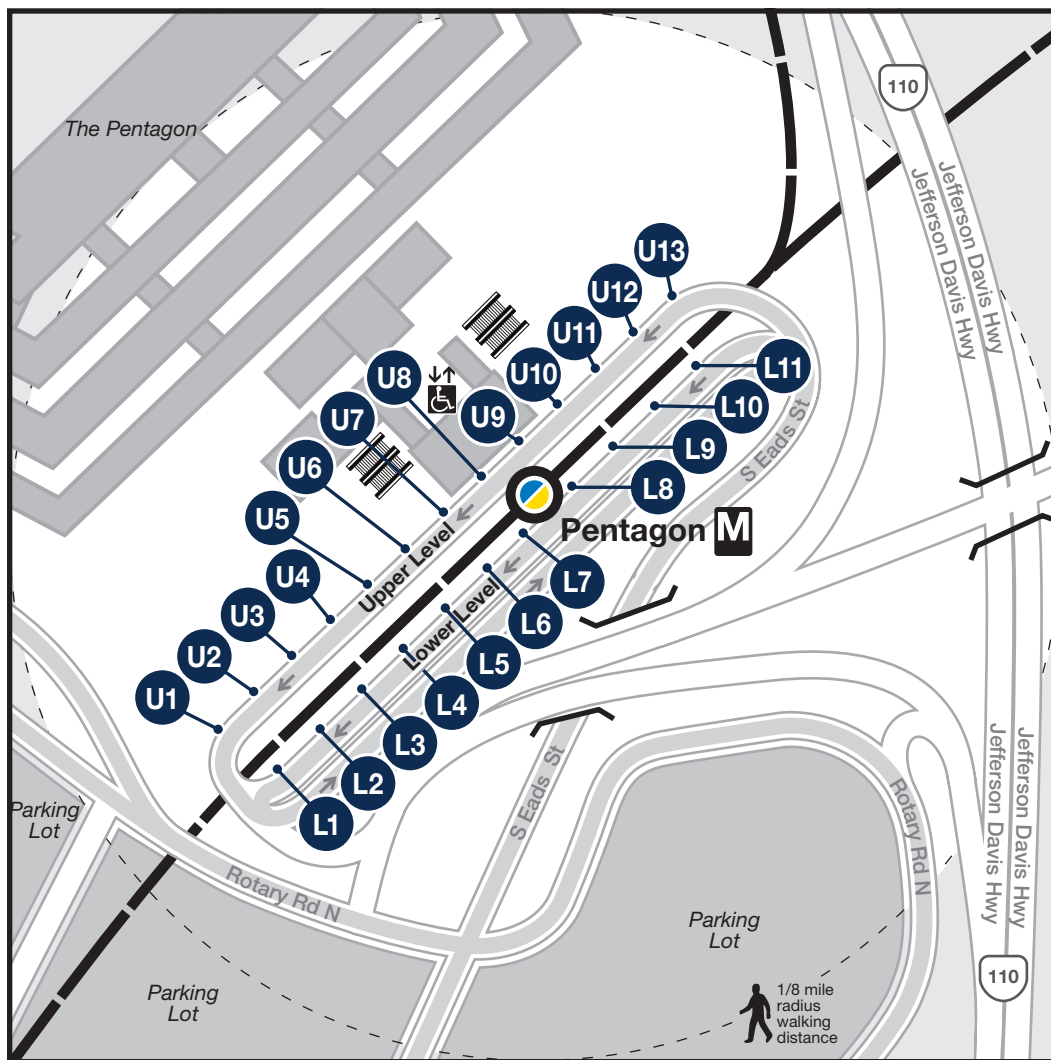 110
The Pentagon
Jefferson Davis Hwy
Jefferson Davis Hwy
U13
U12
U11
L11
U8
U10
L10
U7
U9
L9
S Eads St
U6
L8
U5
Pentagon M
Upper Level
U4
L7
U3
Lower Level
L6
U2
L5
U1
L4
L3
L2
L1
S Eads St
Jefferson Davis Hwy
Jefferson Davis Hwy
Rotary Rd N
Parking
Lot
Rotary Rd N
Parking
Lot
110
Parking
Lot
1/8 mile
radius
walking
distance